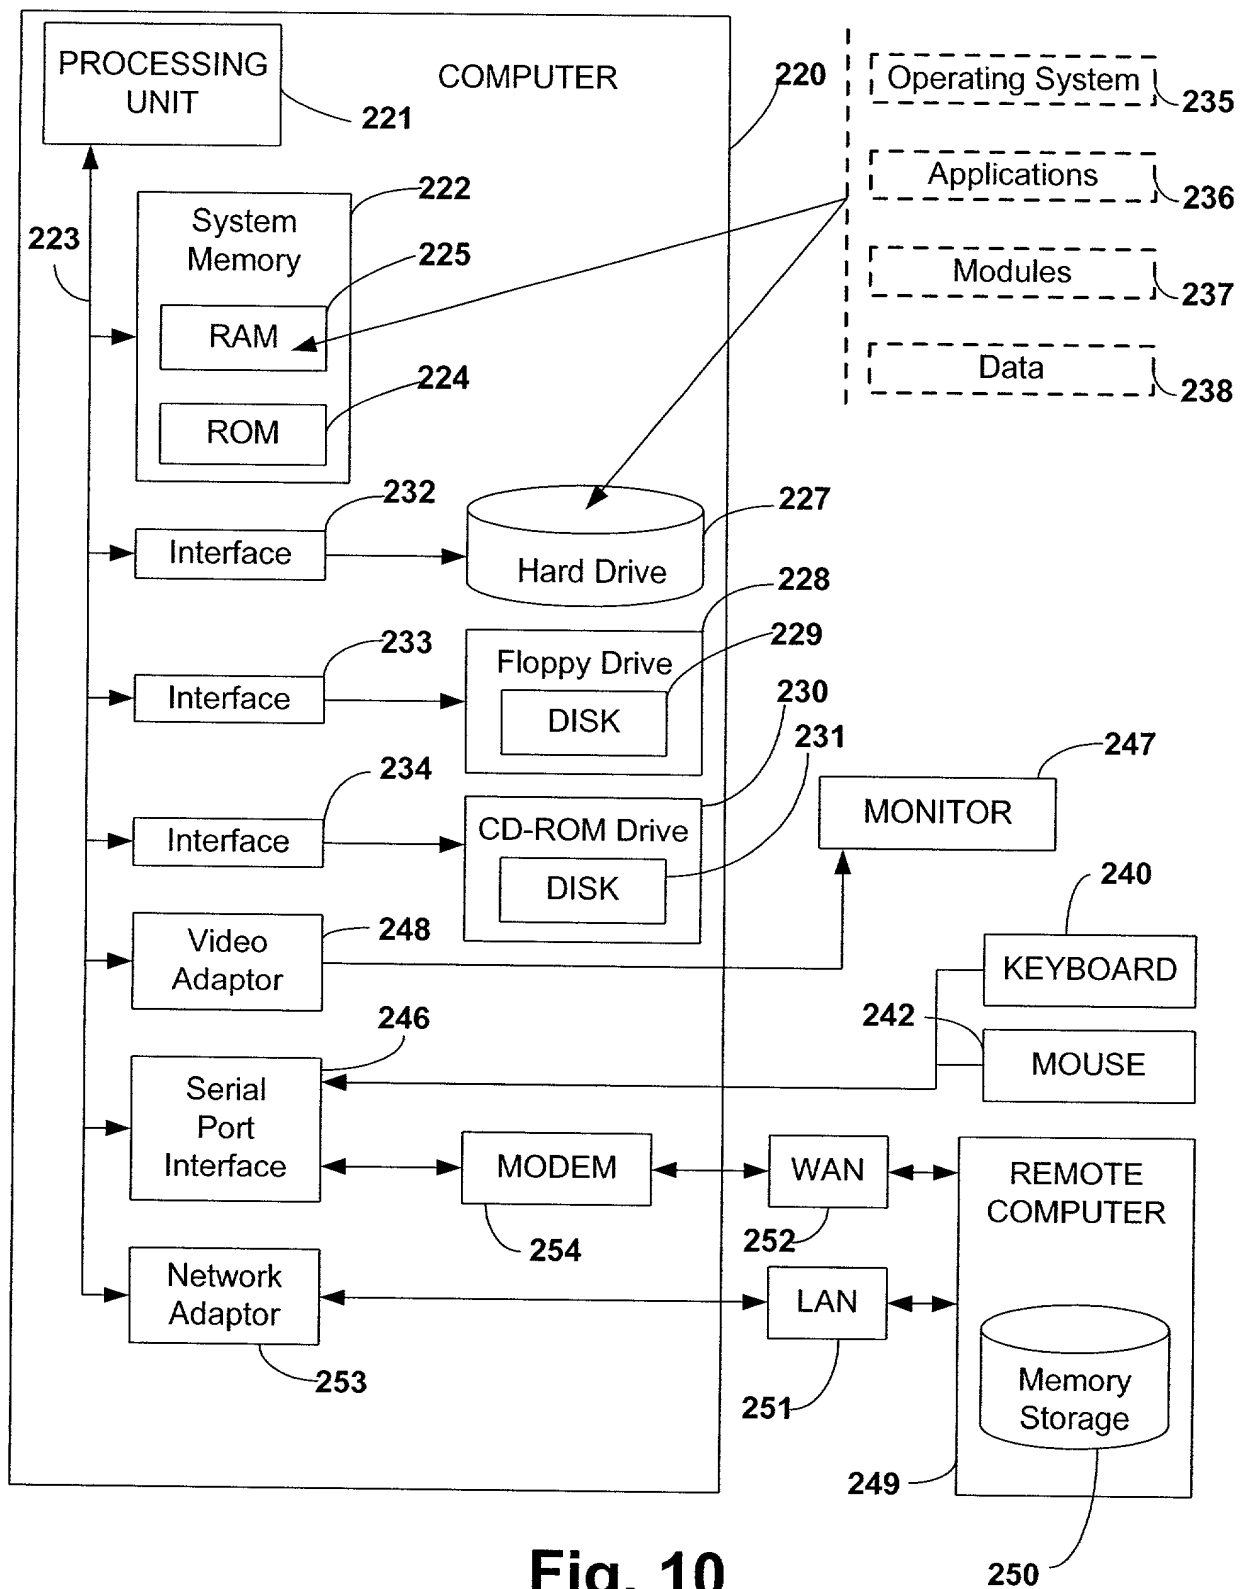 PROCESSING
UNIT
221
COMPUTER
220
Operating System
235
Applications
236
Modules
237
Data
238
223
System
Memory
222
RAM
225
ROM
224
Interface
232
Hard Drive
227
Interface
233
Floppy Drive
228
DISK
229
Interface
234
CD-ROM Drive
230
DISK
231
MONITOR
247
Video
Adaptor
248
KEYBOARD
240
MOUSE
242
Serial
Port
Interface
246
MODEM
254
WAN
252
REMOTE
COMPUTER
249
Network
Adaptor
253
LAN
251
Memory
Storage
250
Fig. 10